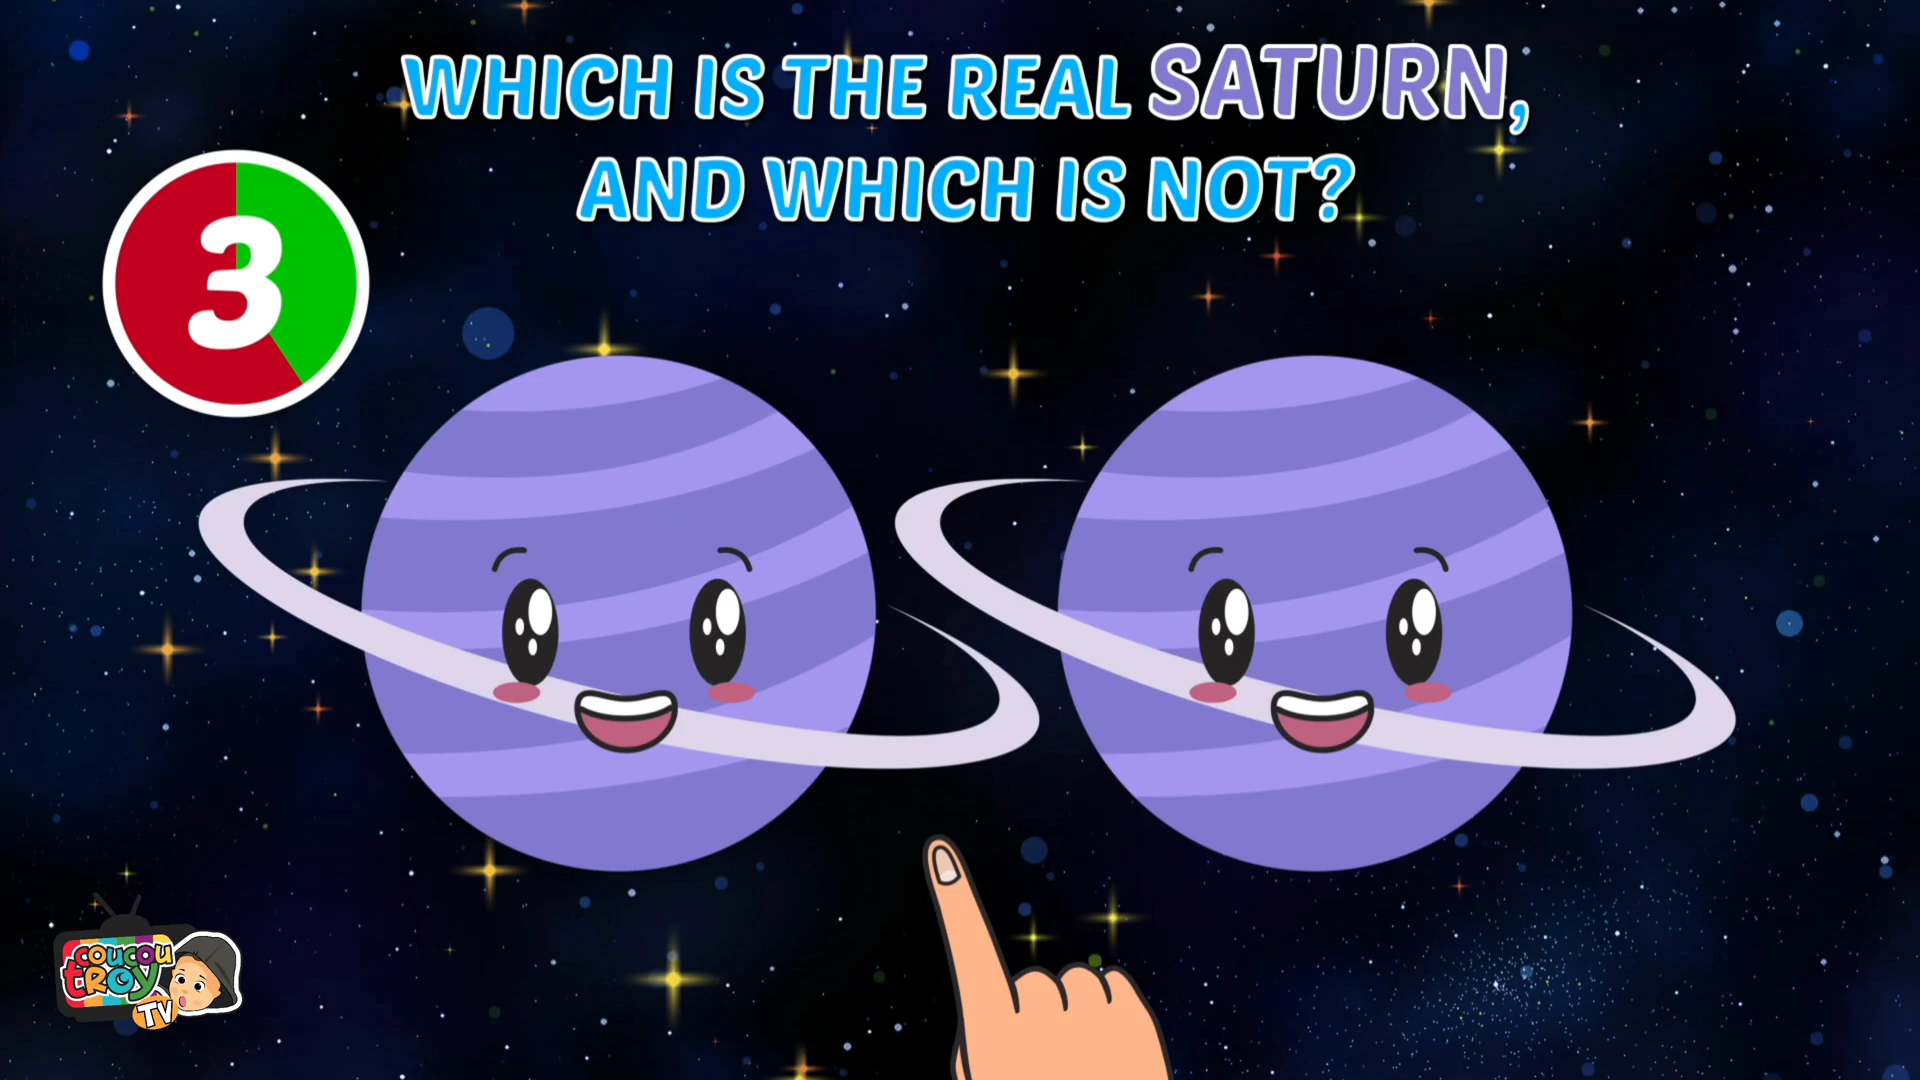 WHICH IS THE REAL SATURN,
AND WHICH IS NOT?
3
coucou
tROY
TV